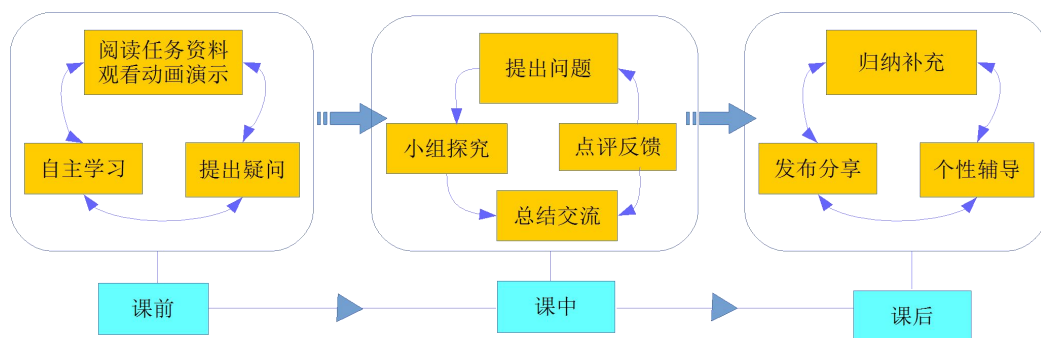 阅读任务资料
观看动画演示
自主学习
提出疑问
提出问题
小组探究
点评反馈
总结交流
归纳补充
发布分享
个性辅导
课前
课中
课后